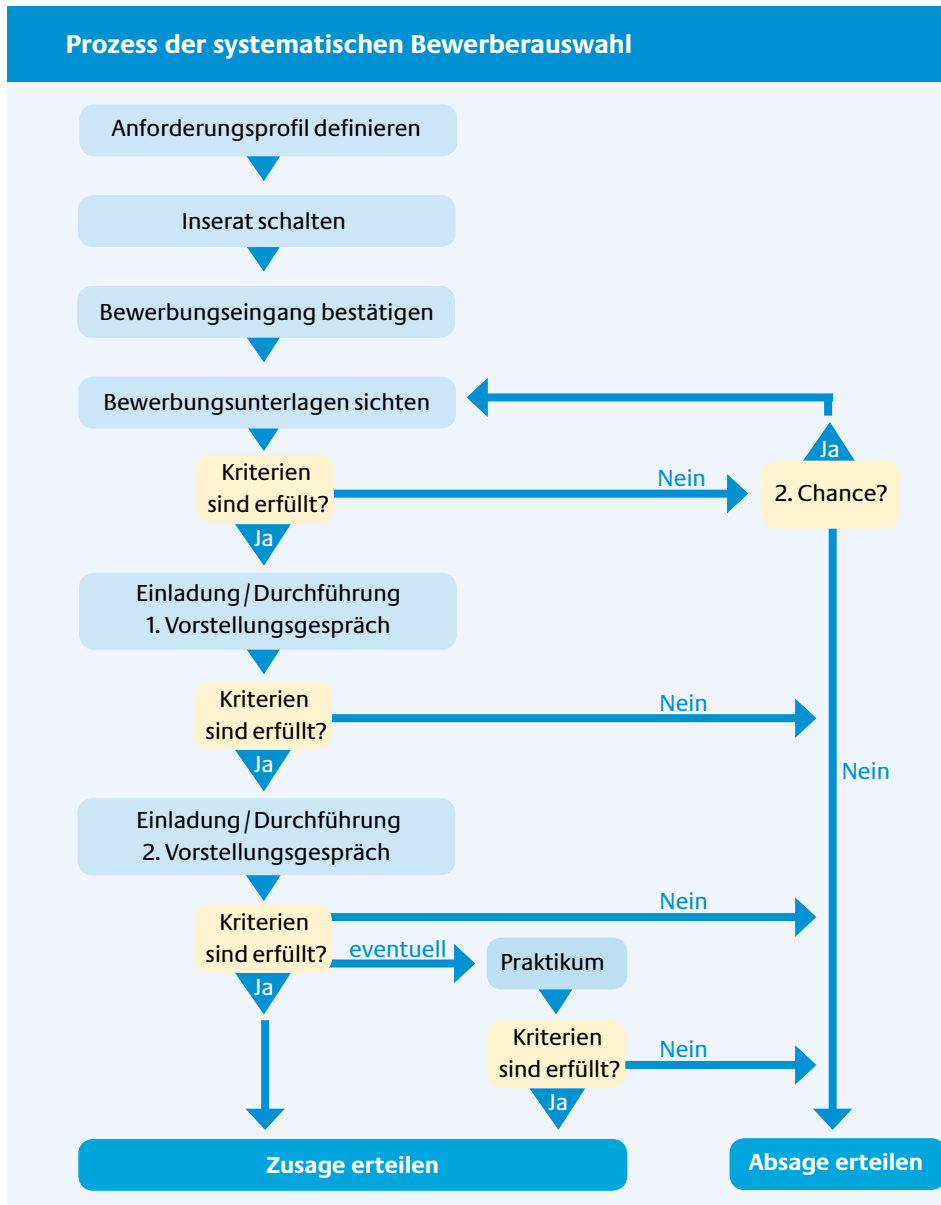 Prozess der systematischen Bewerberauswahl
Anforderungsprofil definieren
Inserat schalten
Bewerbungseingang bestätigen
Bewerbungsunterlagen sichten
Ja
Kriterien
sind erfüllt?
Nein
2. Chance?
Ja
Einladung / Durchführung
1. Vorstellungsgespräch
Kriterien
sind erfüllt?
Nein
Ja
Nein
Einladung / Durchführung
2. Vorstellungsgespräch
Kriterien
sind erfüllt?
Nein
eventuell
Praktikum
Ja
Kriterien
sind erfüllt?
Nein
Ja
Zusage erteilen
Absage erteilen